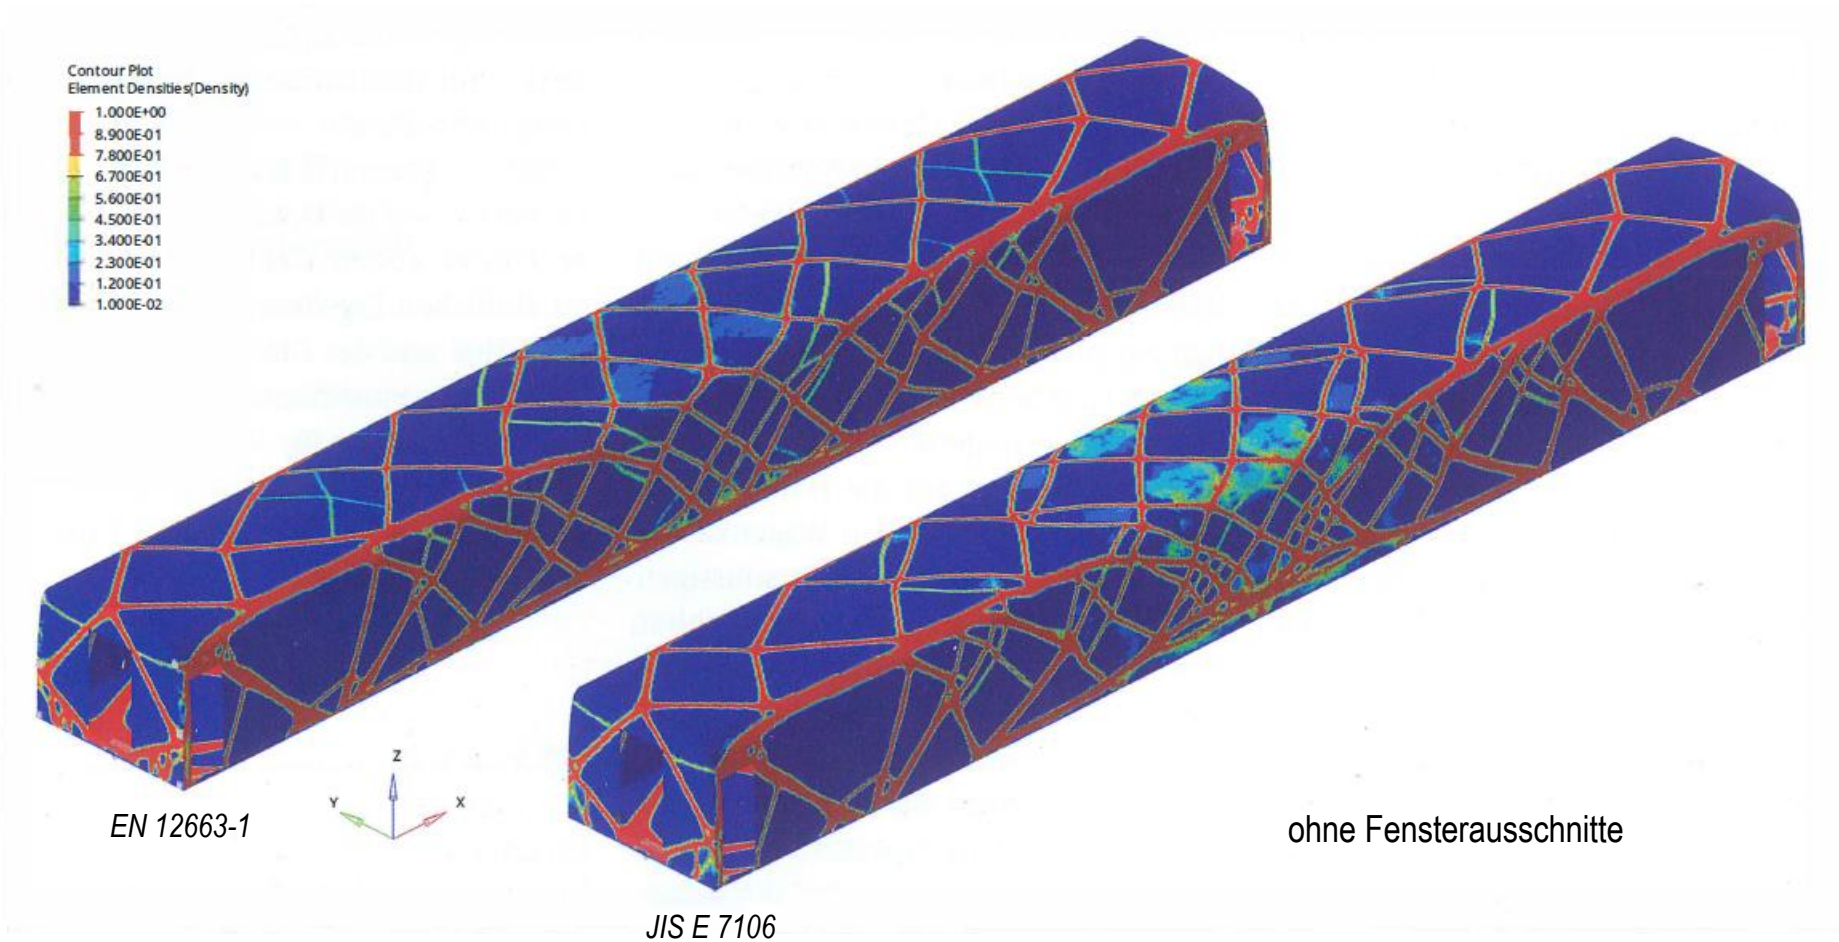 Contour Plot
Element Densities(Density)
1.000E+00
8.900E-01
7.800E-01
6.700E-01
5.600E-01
4.500E-01
3.400E-01
2.300E-01
1.200E-01
1.000E-02
Z
Y
X
EN 12663-1
ohne Fensterausschnitte
JIS E 7106